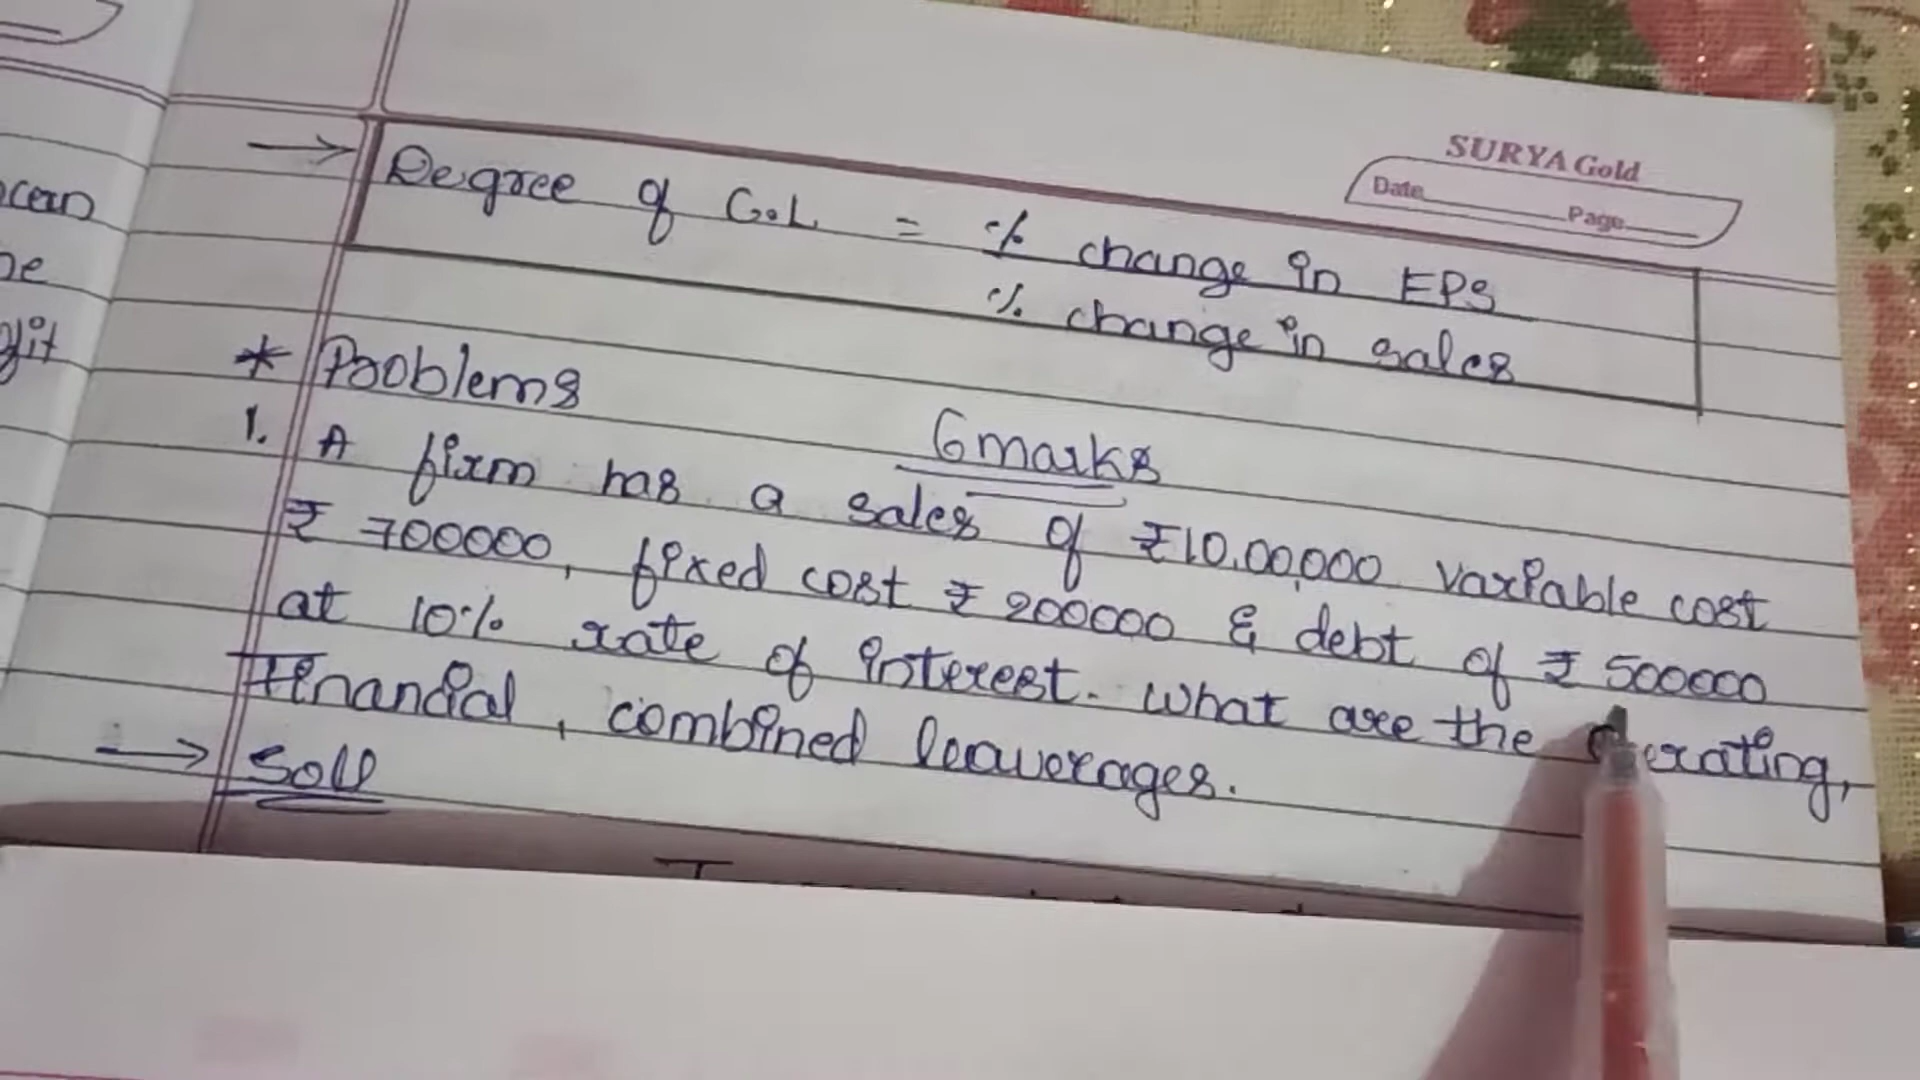 SURYA Gold
Date
Page
→ Degree of C.L = % change in EPS
% change in sales
* Problems
6 marks
1. A firm has a sales of ₹10,00,000 variable cost
₹ 700000, fixed cost ₹ 200000 & debt of ₹ 500000
at 10% rate of interest. What are the operating,
Financial, combined leaverages.
→ Soll